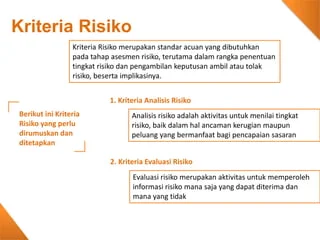 Kriteria Risiko
Kriteria Risiko merupakan standar acuan yang dibutuhkan
pada tahap asesmen risiko, terutama dalam rangka penentuan
tingkat risiko dan pengambilan keputusan ambil atau tolak
risiko, beserta implikasinya.
Berikut ini Kriteria
Risiko yang perlu
dirumuskan dan
ditetapkan
1. Kriteria Analisis Risiko
Analisis risiko adalah aktivitas untuk menilai tingkat
risiko, baik dalam hal ancaman kerugian maupun
peluang yang bermanfaat bagi pencapaian sasaran
2. Kriteria Evaluasi Risiko
Evaluasi risiko merupakan aktivitas untuk memperoleh
informasi risiko mana saja yang dapat diterima dan
mana yang tidak